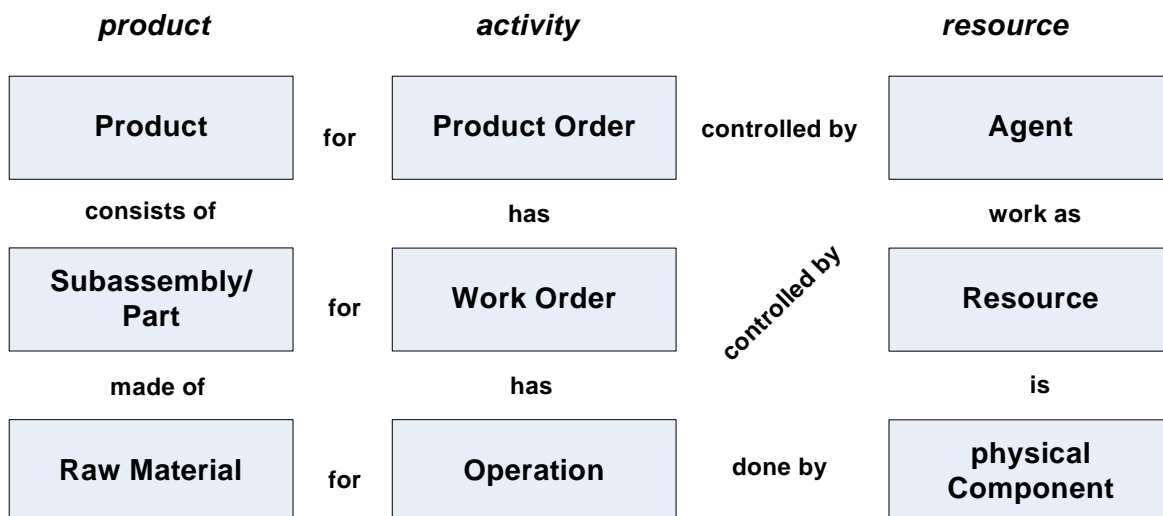 product
activity
resource
Product
for
Product Order
controlled by
Agent
consists of
has
work as
Subassembly/
Part
for
Work Order
controlled by
Resource
made of
has
is
Raw Material
for
Operation
done by
physical
Component